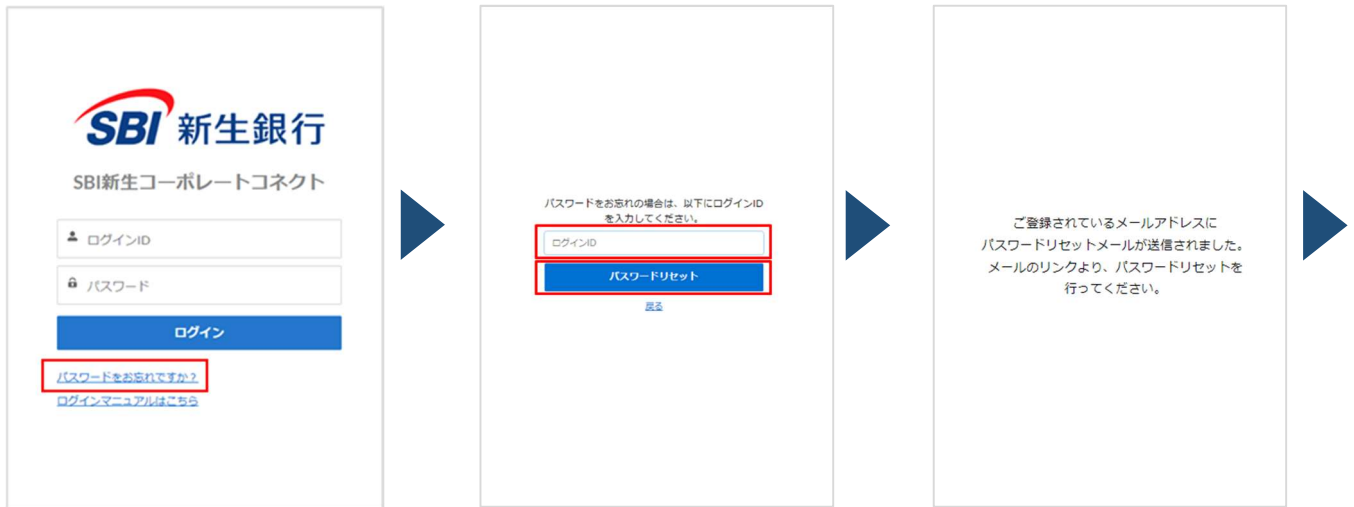 SBI 新生銀行
SBI新生コーポレートコネクト
ログインID
パスワード
ログイン
パスワードをお忘れですか？
ログインマニュアルはこちら
パスワードをお忘れの場合は、以下にログインID
を入力してください。
ログインID
パスワードリセット
戻る
ご登録されているメールアドレスに
パスワードリセットメールが送信されました。
メールのリンクより、パスワードリセットを
行ってください。